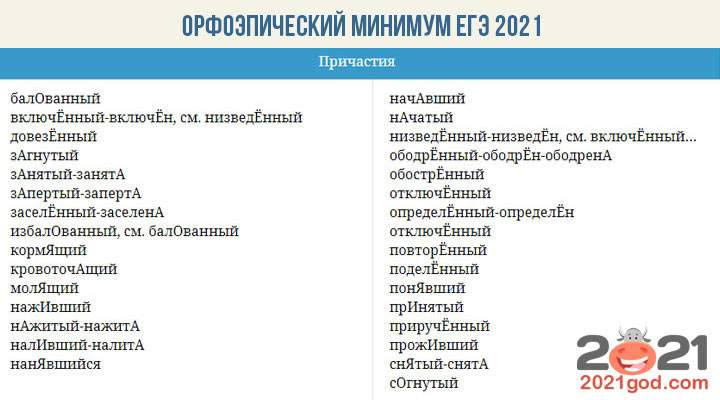 ОРФОЭПИЧЕСКИЙ МИНИМУМ ЕГЭ 2021
Причастия
балОванный
включЁнный-включЁн, см. низведЁнный
довезЁнный
зАгнутый
зАнятый-занятА
зАпертый-запертА
заселЁнный-заселенА
избалОванный, см. балОванный
кормЯщий
кровоточАщий
молЯщий
нажИвший
нАжитый-нажитА
налИвший-налитА
нанЯвшийся
начАвший
нАчатый
низведЁнный-низведЁн, см. включЁнный...
ободрЁнный-ободрЁн-ободренА
обострЁнный
отключЁнный
определЁнный-определЁн
отключЁнный
повторЁнный
поделЁнный
понЯвший
прИнятый
приручЁнный
прожИвший
снЯтый-снятА
сОгнутый
2021
2021god.com